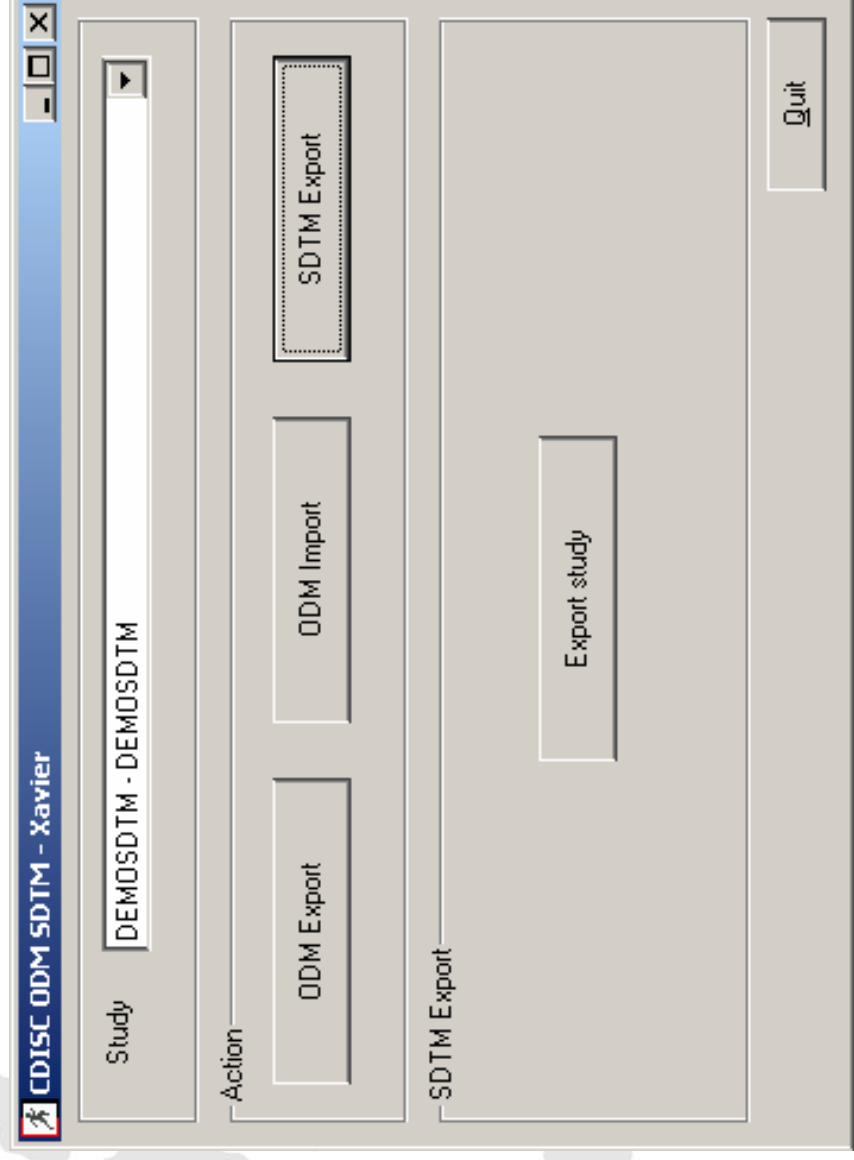 CDISC ODM SDTM - Xavier
Study
DEMOSDTM - DEMOSDTM
Action
ODM Export
ODM Import
SDTM Export
SDTM Export
Export study
Quit